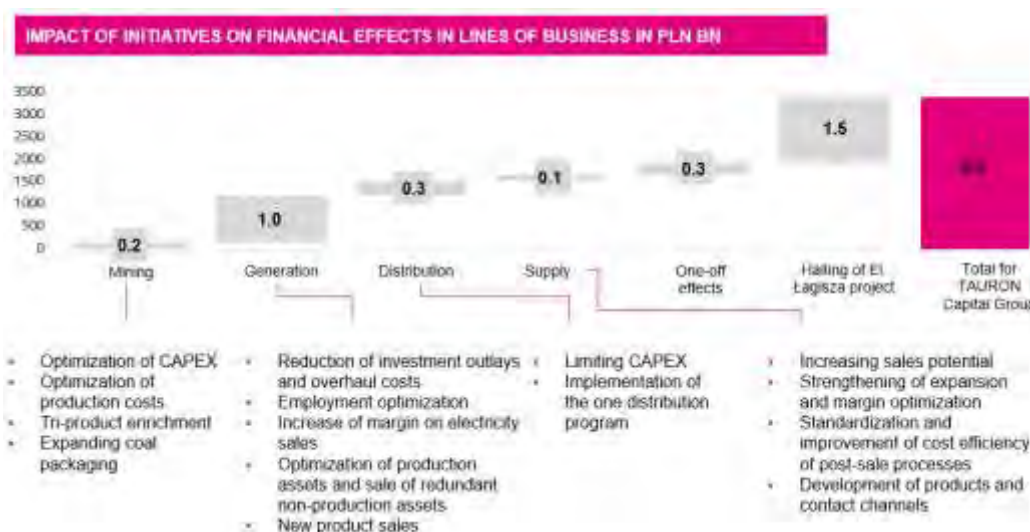 IMPACT OF INITIATIVES ON FINANCIAL EFFECTS IN LINES OF BUSINESS IN PLN BN
3500
3000
2500
2000
1500
1000
500
0
0.2
1.0
0.3
0.1
0.3
1.5
Mining
Generation
Distribution
Supply
One-off
effects
Halling of El.
Łagisza project
Total for
TAURON
Capital Group
• Optimization of CAPEX
• Optimization of
production costs
• Tri-product enrichment
• Expanding coal
packaging
• Reduction of investment outlays
and overhaul costs
• Employment optimization
• Increase of margin on electricity
sales
• Optimization of production
assets and sale of redundant
non-production assets
• New product sales
• Limiting CAPEX
• Implementation of
the one distribution
program
• Increasing sales potential
• Strengthening of expansion
and margin optimization
• Standardization and
improvement of cost efficiency
of post-sale processes
• Development of products and
contact channels